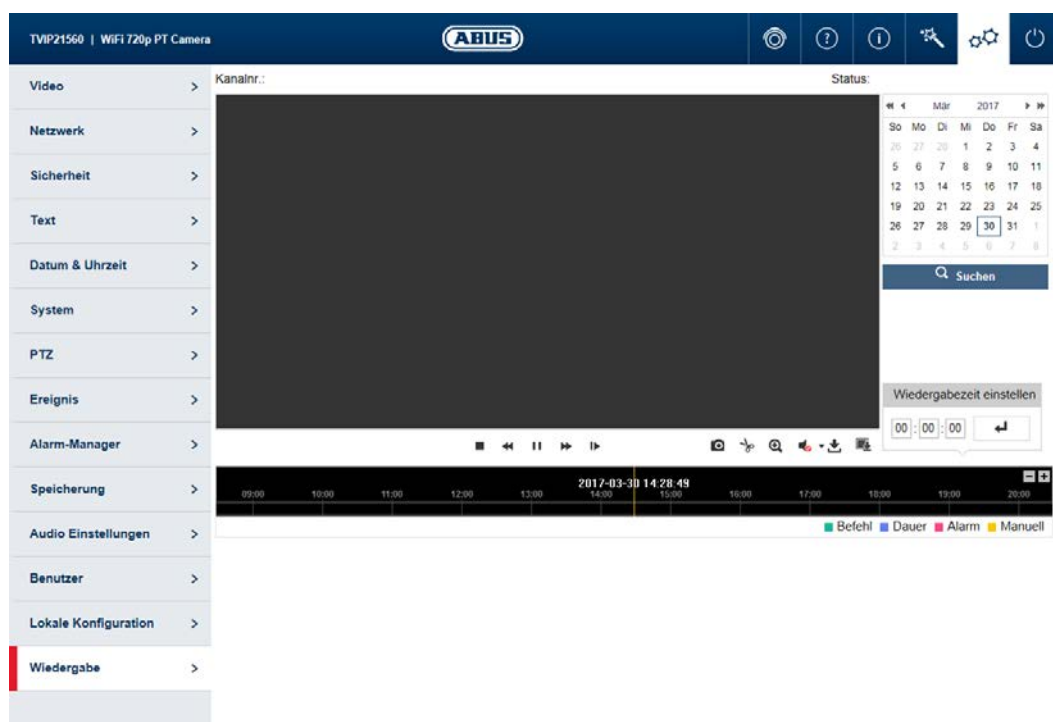 TVIP21560 | WiFi 720p PT Camera
ABUS
Video
Netzwerk
Sicherheit
Text
Datum & Uhrzeit
System
PTZ
Ereignis
Alarm-Manager
Speicherung
Audio Einstellungen
Benutzer
Lokale Konfiguration
Wiedergabe
Kanalnr.: Status:
Mär 2017
So Mo Di Mi Do Fr Sa
26 27 28 1 2 3 4
5 6 7 8 9 10 11
12 13 14 15 16 17 18
19 20 21 22 23 24 25
26 27 28 29 30 31 1
2 3 4 5 6 7 8
Suchen
Wiedergabezeit einstellen
00 : 00 : 00
2017-03-30 14:28:49
09:00 10:00 11:00 12:00 13:00 14:00 15:00 16:00 17:00 18:00 19:00 20:00
Befehl Dauer Alarm Manuell